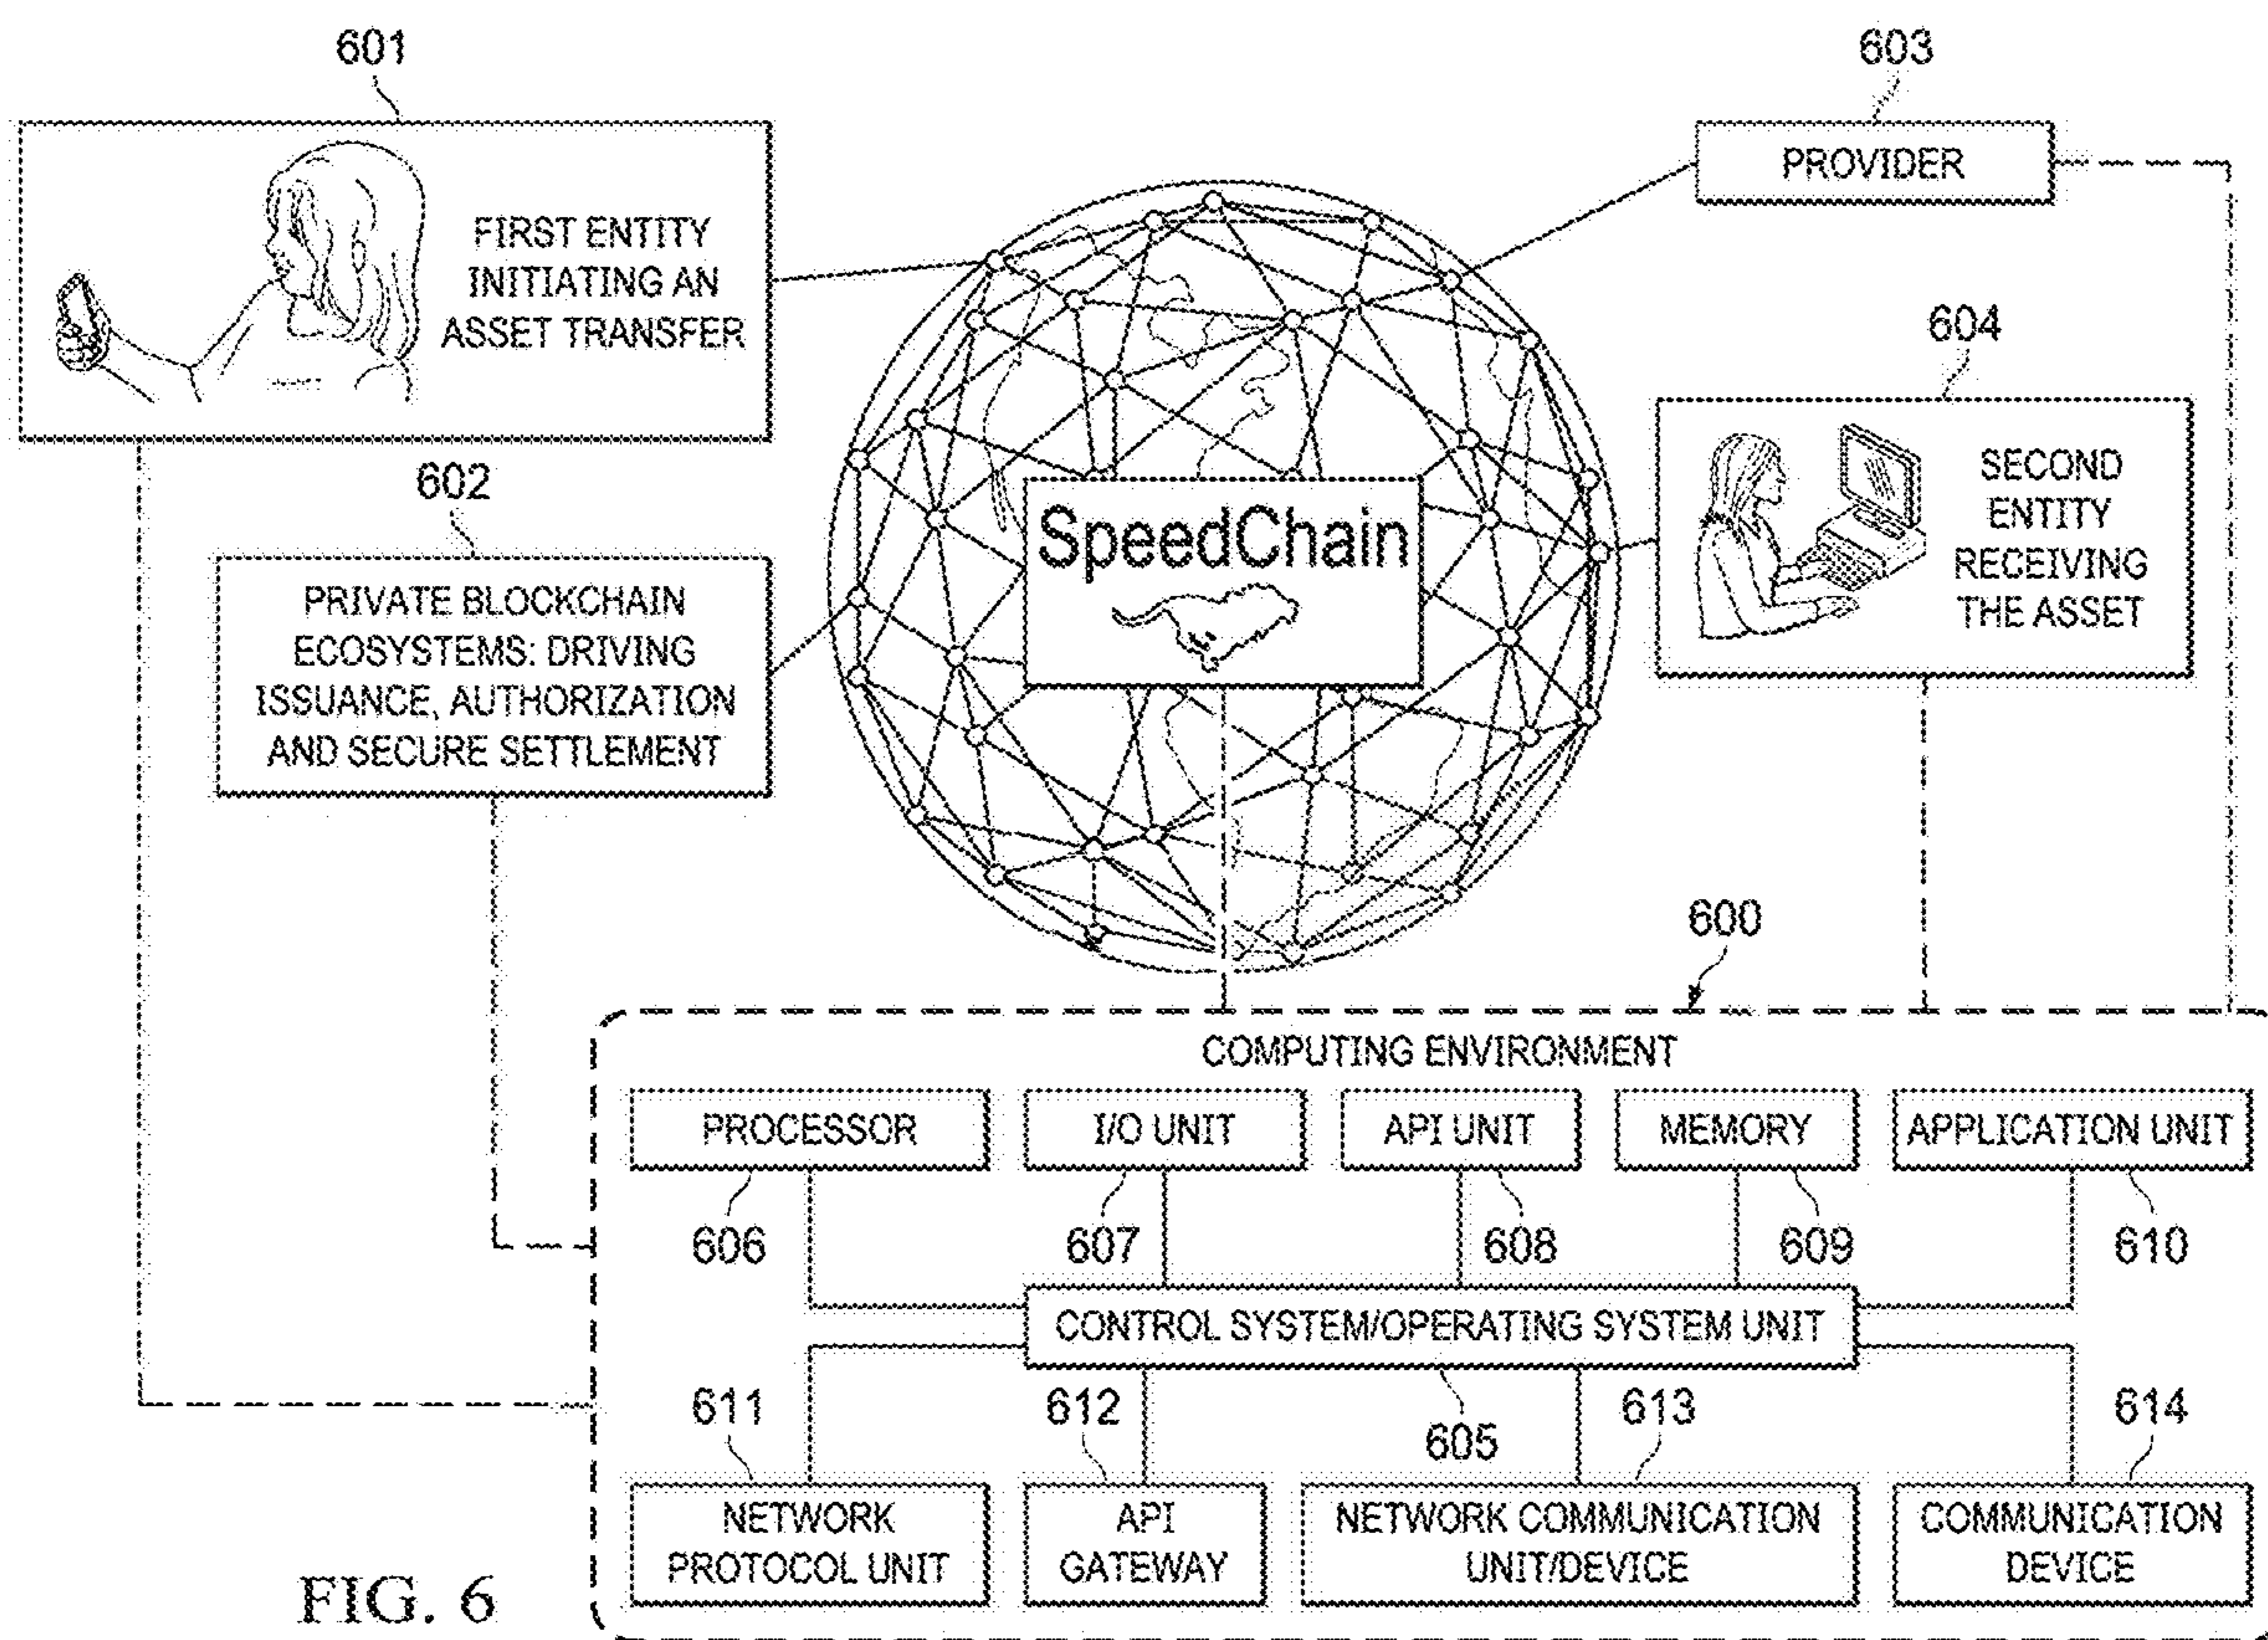 601
603
PROVIDER
FIRST ENTITY
INITIATING AN
ASSET TRANSFER
604
602
SECOND
ENTITY
RECEIVING
THE ASSET
SpeedChain
PRIVATE BLOCKCHAIN
ECOSYSTEMS: DRIVING
ISSUANCE, AUTHORIZATION
AND SECURE SETTLEMENT
600
COMPUTING ENVIRONMENT
PROCESSOR
I/O UNIT
API UNIT
MEMORY
APPLICATION UNIT
606
607
608
609
610
CONTROL SYSTEM/OPERATING SYSTEM UNIT
611
612
605
613
614
NETWORK
PROTOCOL UNIT
API
GATEWAY
NETWORK COMMUNICATION
UNIT/DEVICE
COMMUNICATION
DEVICE
FIG. 6